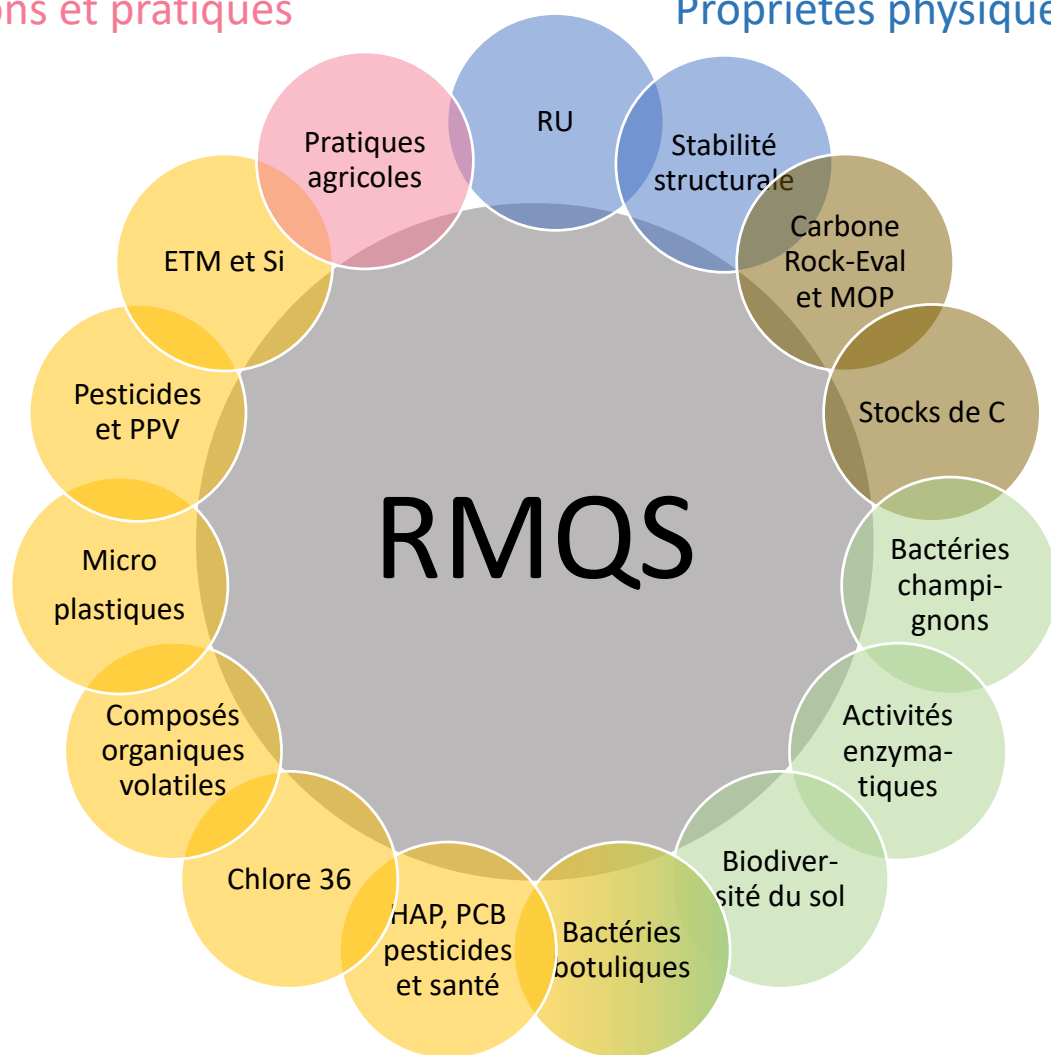 ons et pratiques
Propriétés physique
RU
Stabilité
structurale
Carbone
Rock-Eval
et MOP
Stocks de C
Bactéries
champi-
gnons
Activités
enzyma-
tiques
Biodiver-
sité du sol
Bactéries
botuliques
HAP, PCB
pesticides
et santé
Chlore 36
Composés
organiques
volatiles
Micro
plastiques
Pesticides
et PPV
ETM et Si
Pratiques
agricoles
RMQS